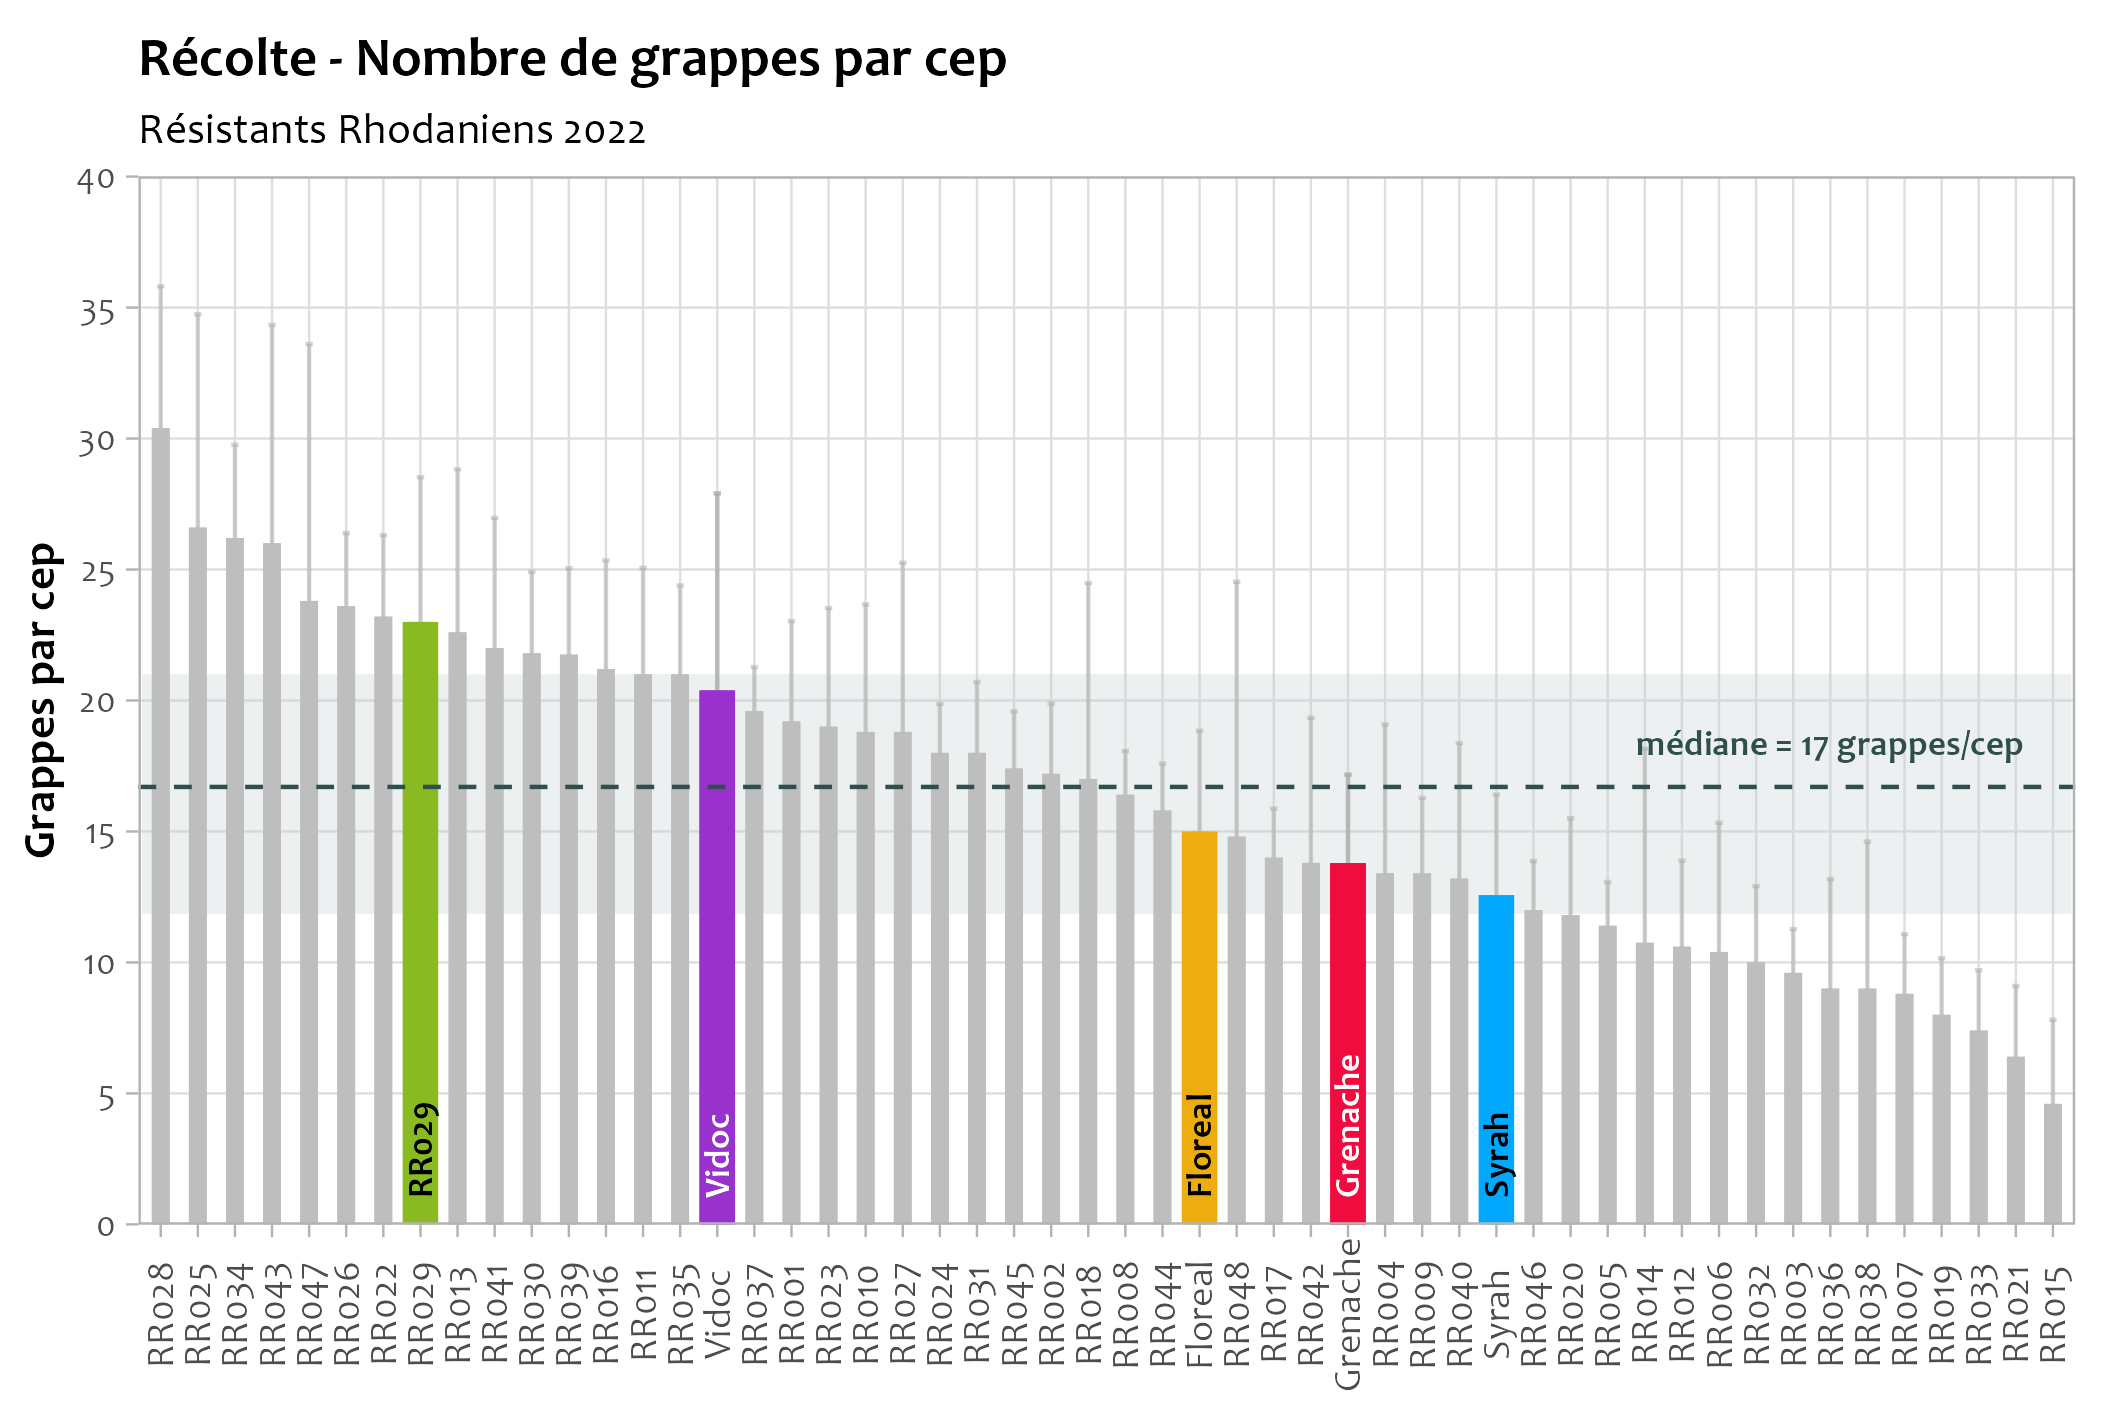 Récolte - Nombre de grappes par cep
Résistants Rhodaniens 2022
Grappes par cep
40
35
30
25
20
15
10
5
0
médiane = 17 grappes/cep
RR029
Vidoc
Floreal
Grenache
Syrah
RR028
RR025
RR034
RR043
RR047
RR026
RR022
RR029
RR013
RR041
RR030
RR039
RR016
RR011
RR035
Vidoc
RR037
RR001
RR023
RR010
RR027
RR024
RR031
RR045
RR002
RR018
RR008
RR044
Floreal
RR048
RR017
RR042
Grenache
RR004
RR009
RR040
Syrah
RR046
RR020
RR005
RR014
RR012
RR006
RR032
RR003
RR036
RR038
RR007
RR019
RR033
RR021
RR015